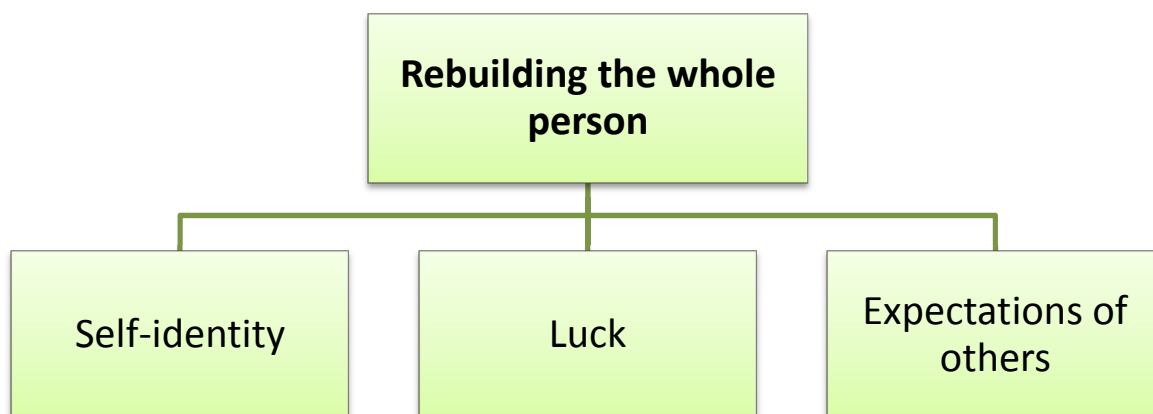 Rebuilding the whole
person
Self-identity
Luck
Expectations of
others